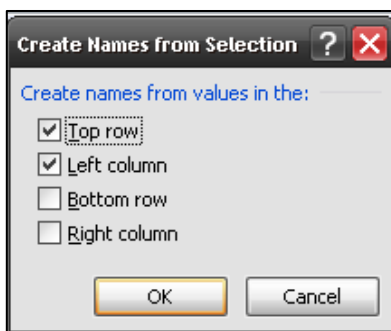 Create Names from Selection ?
Create names from values in the:
Top row
Left column
Bottom row
Right column
OK Cancel